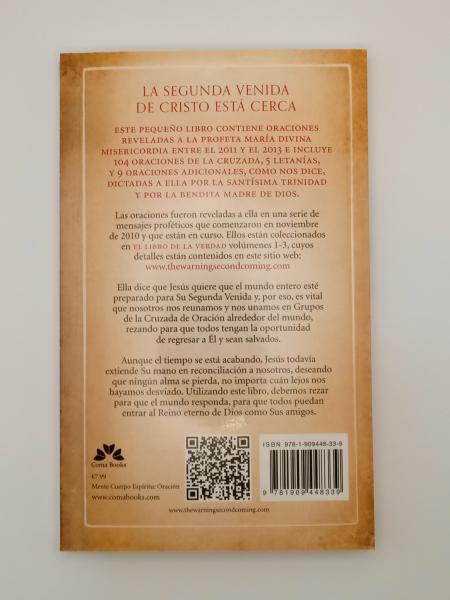 LA SEGUNDA VENIDA
DE CRISTO ESTÁ CERCA
ESTE PEQUEÑO LIBRO CONTIENE ORACIONES
REVELADAS A LA PROFETA MARÍA DIVINA
MISERICORDIA ENTRE EL 2011 Y EL 2013 E INCLUYE
104 ORACIONES DE LA CRUZADA, 5 LETANÍAS,
Y 9 ORACIONES ADICIONALES, COMO NOS DICE,
DICTADAS A ELLA POR LA SANTÍSIMA TRINIDAD
Y POR LA BENDITA MADRE DE DIOS.
Las oraciones fueron reveladas a ella en una serie de
mensajes proféticos que comenzaron en noviembre
de 2010 y que están en curso. Ellos están coleccionados
en EL LIBRO DE LA VERDAD volúmenes 1-3, cuyos
detalles están contenidos en este sitio web:
www.thewarningsecondcoming.com
Ella dice que Jesús quiere que el mundo entero esté
preparado para Su Segunda Venida y, por eso, es vital
que nosotros nos reunamos y nos unamos en Grupos
de la Cruzada de Oración alrededor del mundo,
rezando para que todos tengan la oportunidad
de regresar a Él y sean salvados.
Aunque el tiempo se está acabando, Jesús todavía
extiende Su mano en reconciliación a nosotros, deseando
que ningún alma se pierda, no importa cuán lejos nos
hayamos desviado. Utilizando este libro, debemos rezar
para que el mundo responda, para que todos puedan
entrar al Reino eterno de Dios como Sus amigos.
Coma Books
€7.99
Mente Cuerpo Espíritu: Oración
www.comabooks.com
www.thewarningsecondcoming.com
ISBN 978-1-909448-33-9
9 781909 448339